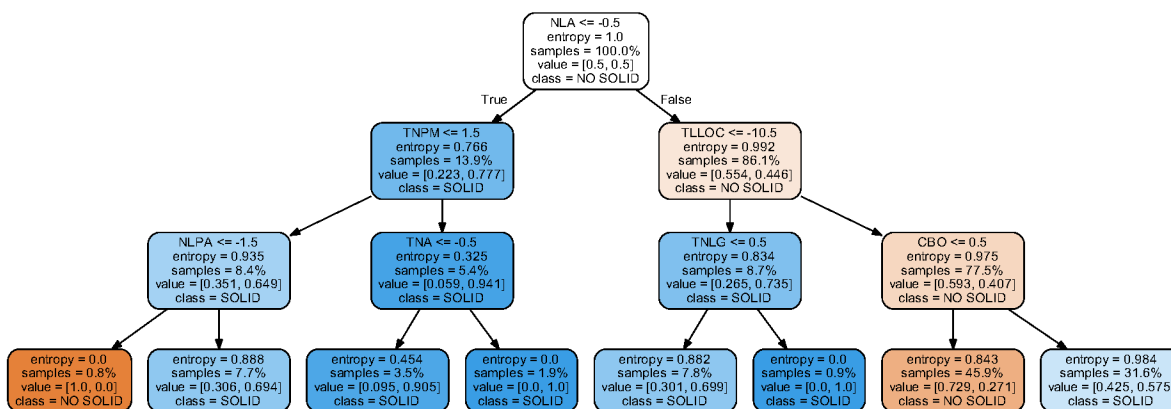 NLA <= -0.5
entropy = 1.0
samples = 100.0%
value = [0.5, 0.5]
class = NO SOLID
True
False
TNPM <= 1.5
entropy = 0.766
samples = 13.9%
value = [0.223, 0.777]
class = SOLID
TLLOC <= -10.5
entropy = 0.992
samples = 86.1%
value = [0.554, 0.446]
class = NO SOLID
NLPA <= -1.5
entropy = 0.935
samples = 8.4%
value = [0.351, 0.649]
class = SOLID
TNA <= -0.5
entropy = 0.325
samples = 5.4%
value = [0.059, 0.941]
class = SOLID
TNLG <= 0.5
entropy = 0.834
samples = 8.7%
value = [0.265, 0.735]
class = SOLID
CBO <= 0.5
entropy = 0.975
samples = 77.5%
value = [0.593, 0.407]
class = NO SOLID
entropy = 0.0
samples = 0.8%
value = [1.0, 0.0]
class = NO SOLID
entropy = 0.888
samples = 7.7%
value = [0.306, 0.694]
class = SOLID
entropy = 0.454
samples = 3.5%
value = [0.095, 0.905]
class = SOLID
entropy = 0.0
samples = 1.9%
value = [0.0, 1.0]
class = SOLID
entropy = 0.882
samples = 7.8%
value = [0.301, 0.699]
class = SOLID
entropy = 0.0
samples = 0.9%
value = [0.0, 1.0]
class = SOLID
entropy = 0.843
samples = 45.9%
value = [0.729, 0.271]
class = NO SOLID
entropy = 0.984
samples = 31.6%
value = [0.425, 0.575]
class = SOLID